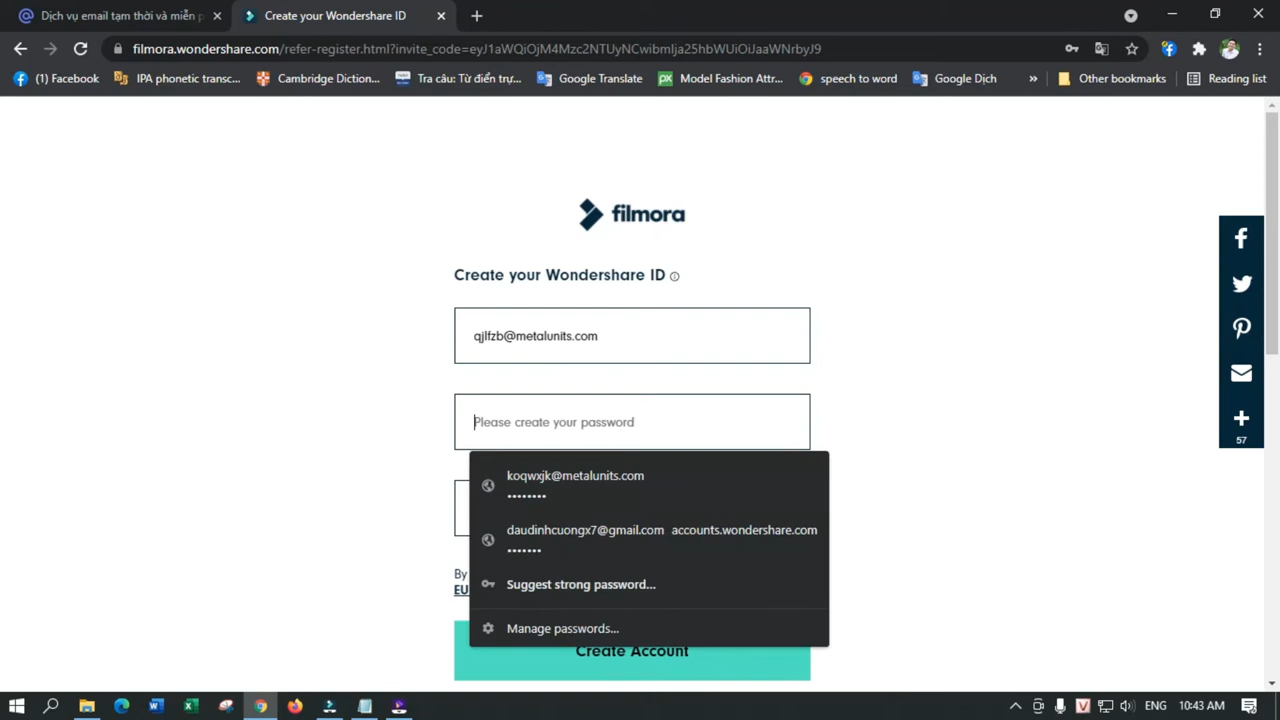 Dịch vụ email tạm thời và miễn p
Create your Wondershare ID
filmora.wondershare.com/refer-register.html?invite_code=eyJ1aWQiOjM4Mzc2NTUyNCwibmlja25hbWUiOiJaaWNrbyJ9
(1) Facebook
IPA phonetic transc...
Cambridge Diction...
Tra câu: Từ điển trự...
Google Translate
Model Fashion Attr...
speech to word
Google Dịch
»
Other bookmarks
Reading list
filmora
Create your Wondershare ID
qjlfzb@metalunits.com
Please create your password
koqwxjk@metalunits.com
••••••••
daudinhcuongx7@gmail.com accounts.wondershare.com
•••••••
Suggest strong password...
Manage passwords...
By
EU
Create Account
57
ENG
10:43 AM